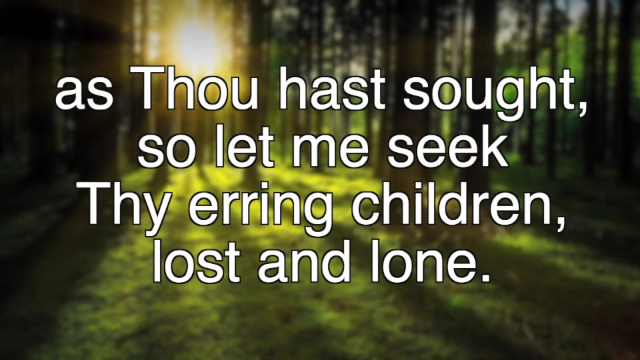 as Thou hast sought,
so let me seek
Thy erring children,
lost and lone.